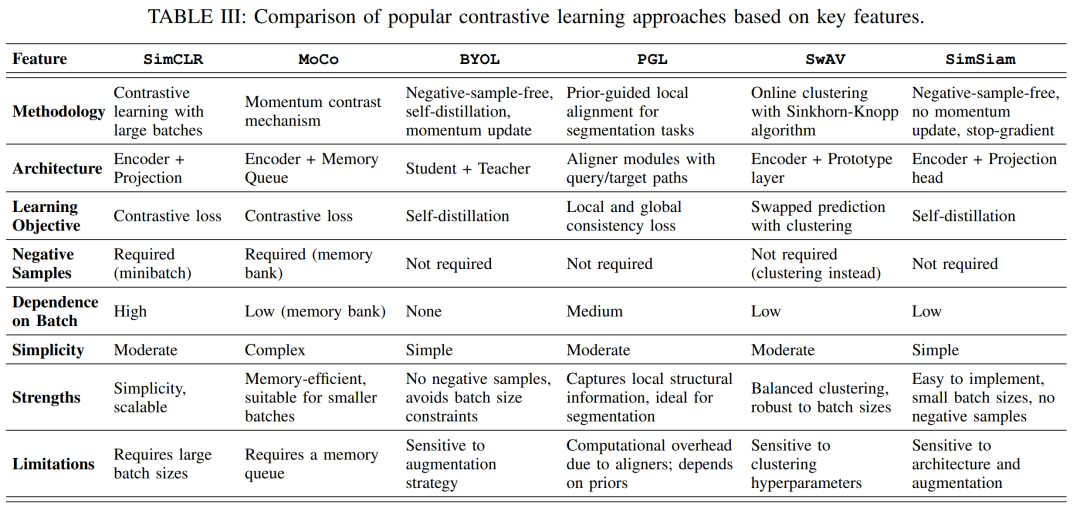 TABLE III: Comparison of popular contrastive learning approaches based on key features.
Feature SimCLR MoCo BYOL PGL SwAV SimSiam
Methodology
Contrastive
learning with
large batches
Momentum contrast
mechanism
Negative-sample-free,
self-distillation,
momentum update
Prior-guided local
alignment for
segmentation tasks
Online clustering
with Sinkhorn-Knopp
algorithm
Negative-sample-free,
no momentum
update, stop-gradient
Architecture
Encoder +
Projection
Encoder + Memory
Queue
Student + Teacher
Aligner modules with
query/target paths
Encoder + Prototype
layer
Encoder + Projection
head
Learning
Objective
Contrastive loss
Contrastive loss
Self-distillation
Local and global
consistency loss
Swapped prediction
with clustering
Self-distillation
Negative
Samples
Required
(minibatch)
Required (memory
bank)
Not required
Not required
Not required
(clustering instead)
Not required
Dependence
on Batch
High
Low (memory bank)
None
Medium
Low
Low
Simplicity
Moderate
Complex
Simple
Moderate
Moderate
Simple
Strengths
Simplicity,
scalable
Memory-efficient,
suitable for smaller
batches
No negative samples,
avoids batch size
constraints
Captures local structural
information, ideal for
segmentation
Balanced clustering,
robust to batch sizes
Easy to implement,
small batch sizes, no
negative samples
Limitations
Requires large
batch sizes
Requires a memory
queue
Sensitive to
augmentation
strategy
Computational overhead
due to aligners; depends
on priors
Sensitive to
clustering
hyperparameters
Sensitive to
architecture and
augmentation